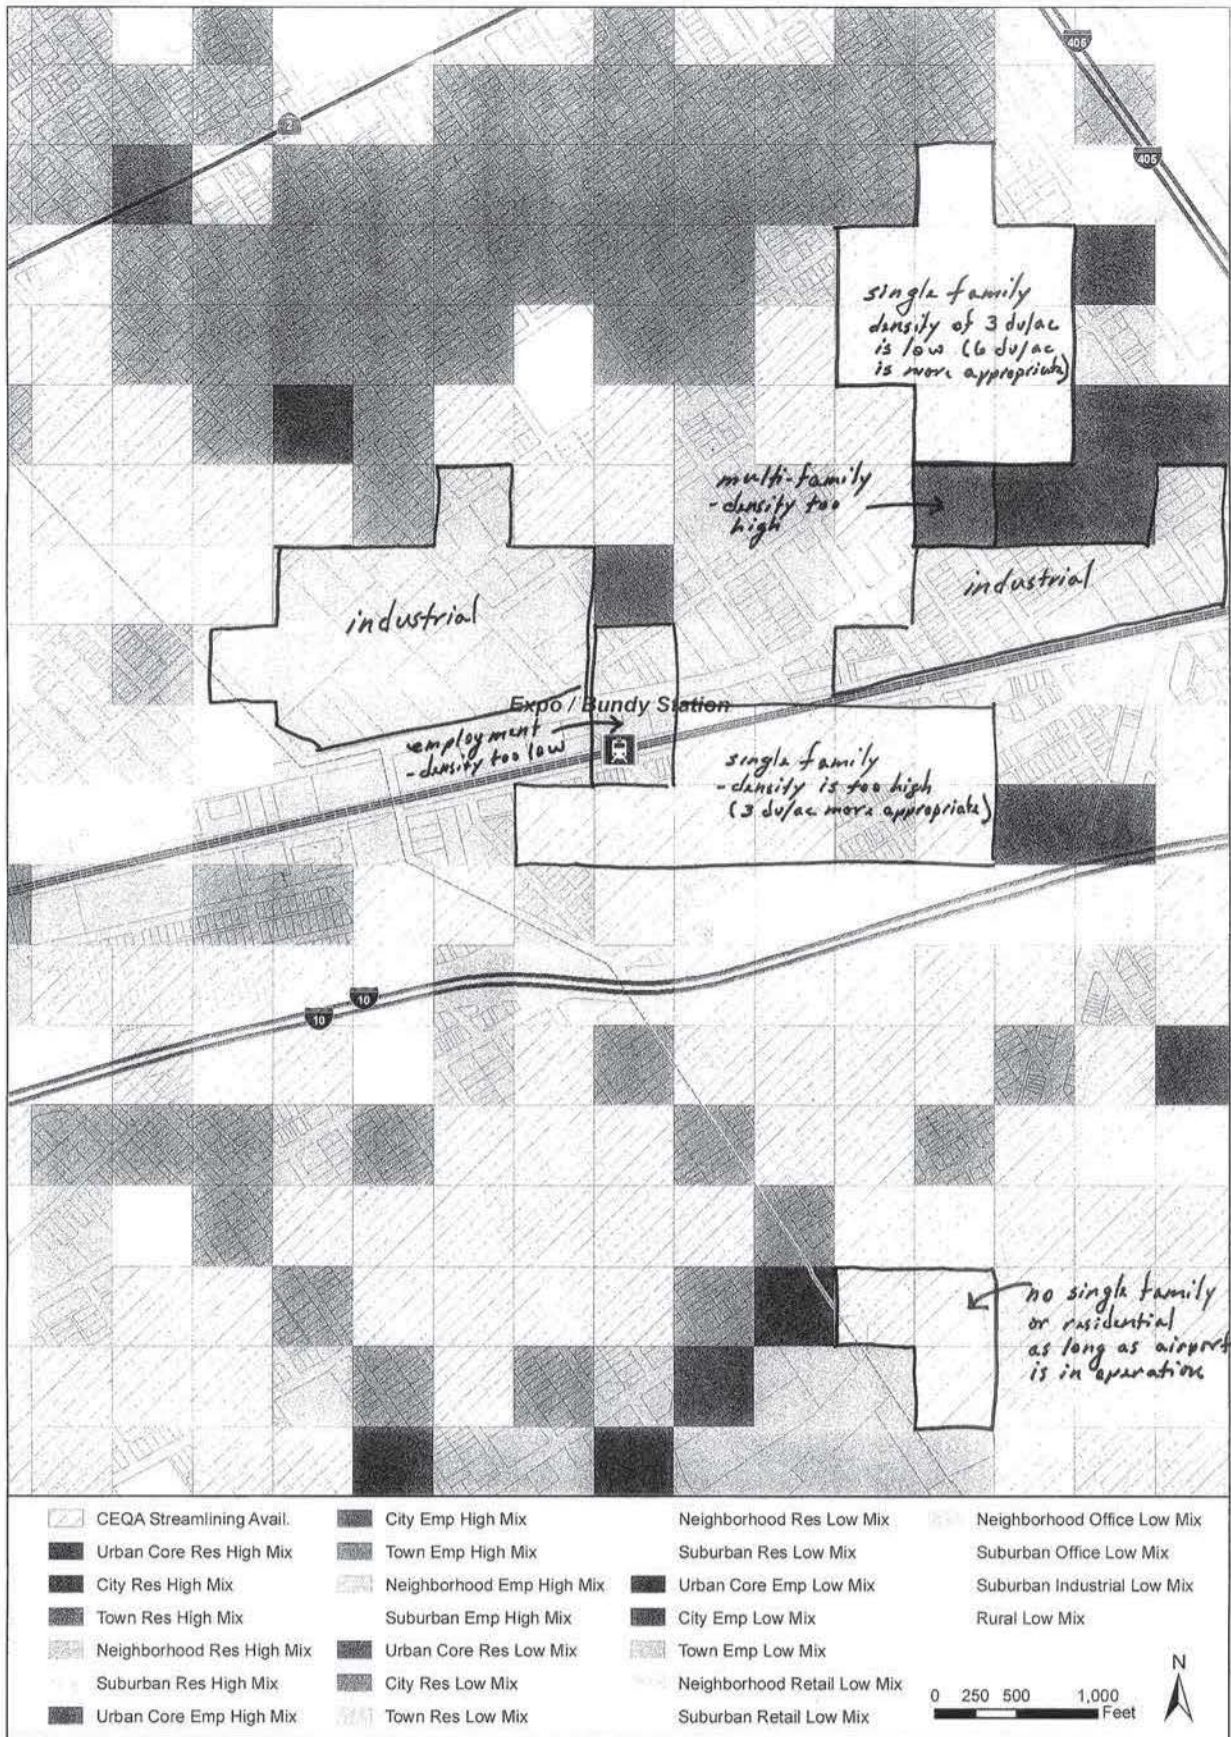 405
2
405
single family
density of 3 du/ac
is low (6 du/ac
is more appropriate)
multi-family
- density too
high
industrial
industrial
Expo / Bundy Station
employment
- density too low
single family
- density is too high
(3 du/ac more appropriate)
10
10
no single family
or residential
as long as airport
is in operation
CEQA Streamlining Avail.
Urban Core Res High Mix
City Res High Mix
Town Res High Mix
Neighborhood Res High Mix
Suburban Res High Mix
Urban Core Emp High Mix
City Emp High Mix
Town Emp High Mix
Neighborhood Emp High Mix
Suburban Emp High Mix
Urban Core Res Low Mix
City Res Low Mix
Town Res Low Mix
Neighborhood Res Low Mix
Suburban Res Low Mix
Urban Core Emp Low Mix
City Emp Low Mix
Town Emp Low Mix
Neighborhood Retail Low Mix
Suburban Retail Low Mix
Neighborhood Office Low Mix
Suburban Office Low Mix
Suburban Industrial Low Mix
Rural Low Mix
N
0 250 500 1,000
Feet